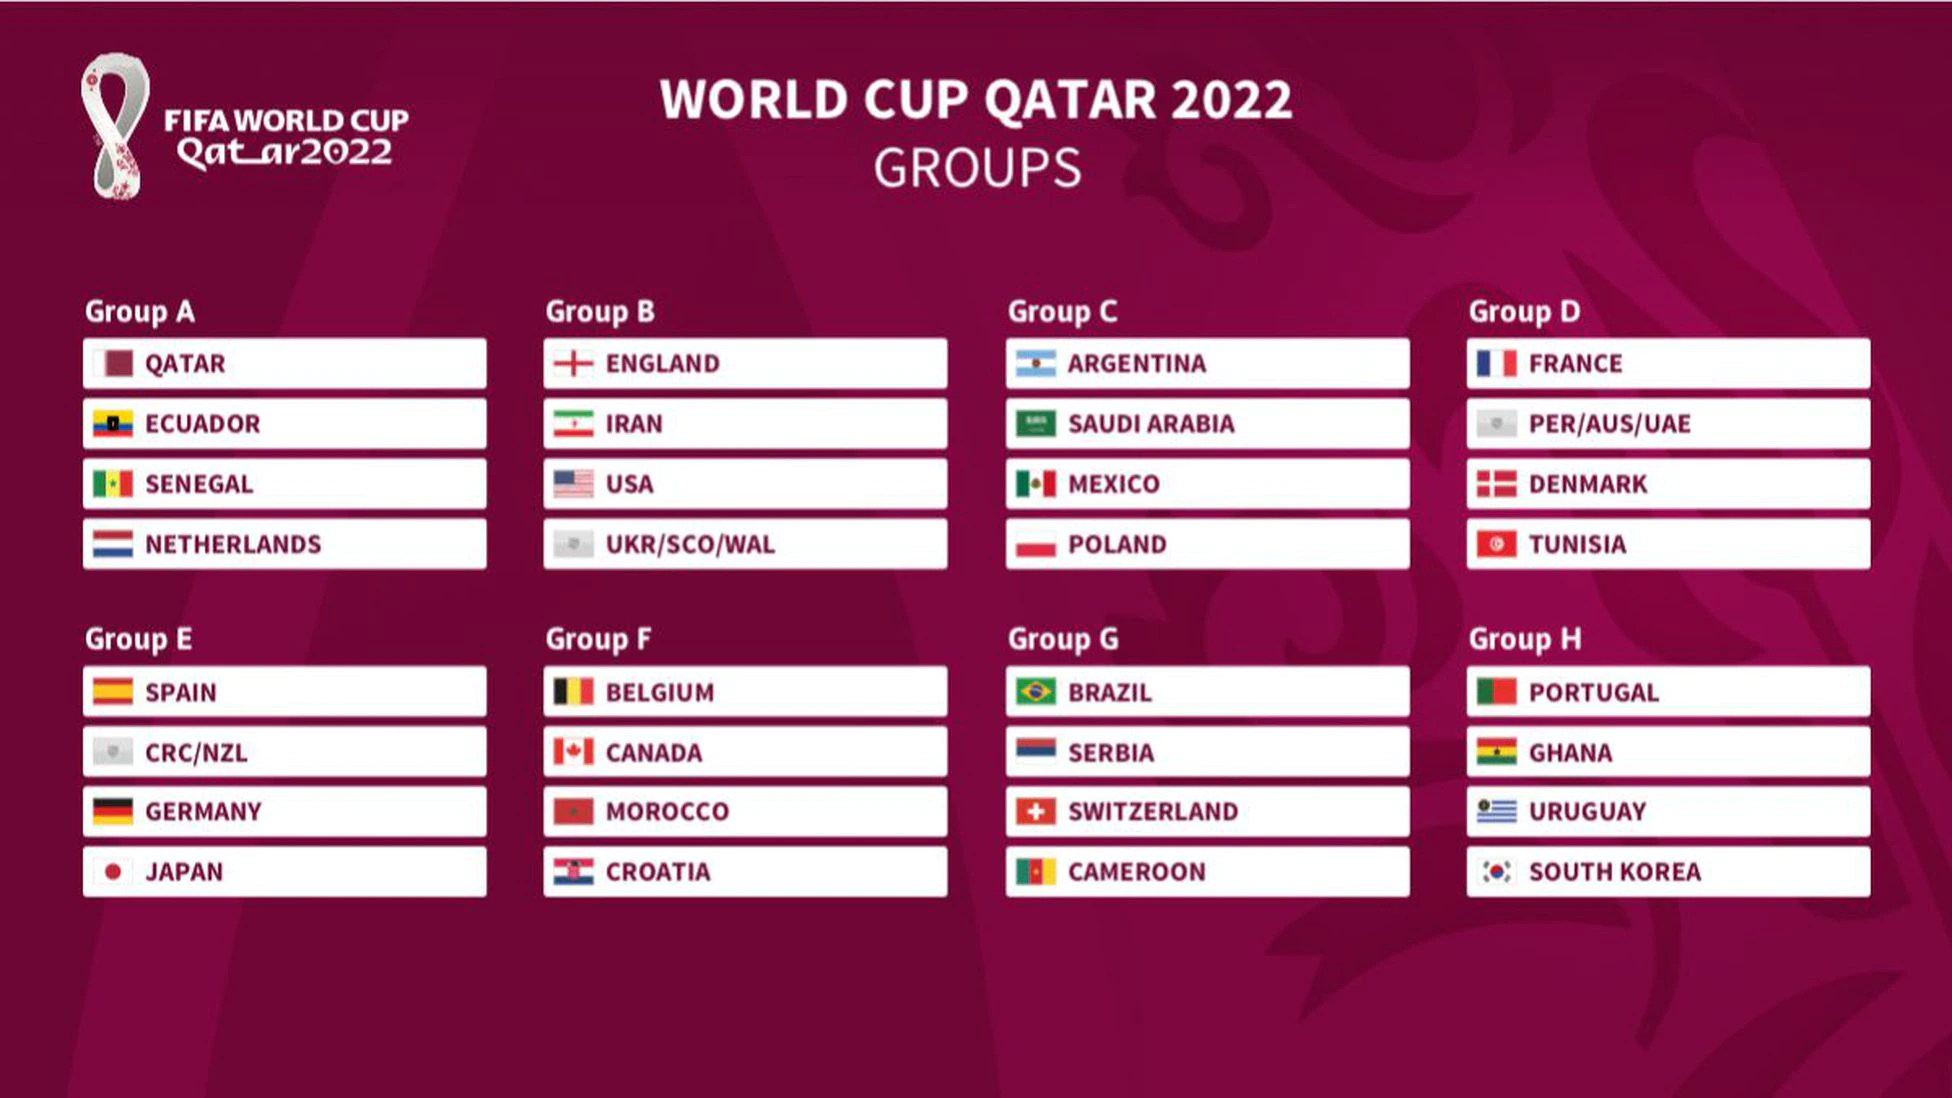 FIFA WORLD CUP
Qatar2022
WORLD CUP QATAR 2022
GROUPS
Group A
QATAR
ECUADOR
SENEGAL
NETHERLANDS
Group B
ENGLAND
IRAN
USA
UKR/SCO/WAL
Group C
ARGENTINA
SAUDI ARABIA
MEXICO
POLAND
Group D
FRANCE
PER/AUS/UAE
DENMARK
TUNISIA
Group E
SPAIN
CRC/NZL
GERMANY
JAPAN
Group F
BELGIUM
CANADA
MOROCCO
CROATIA
Group G
BRAZIL
SERBIA
SWITZERLAND
CAMEROON
Group H
PORTUGAL
GHANA
URUGUAY
SOUTH KOREA